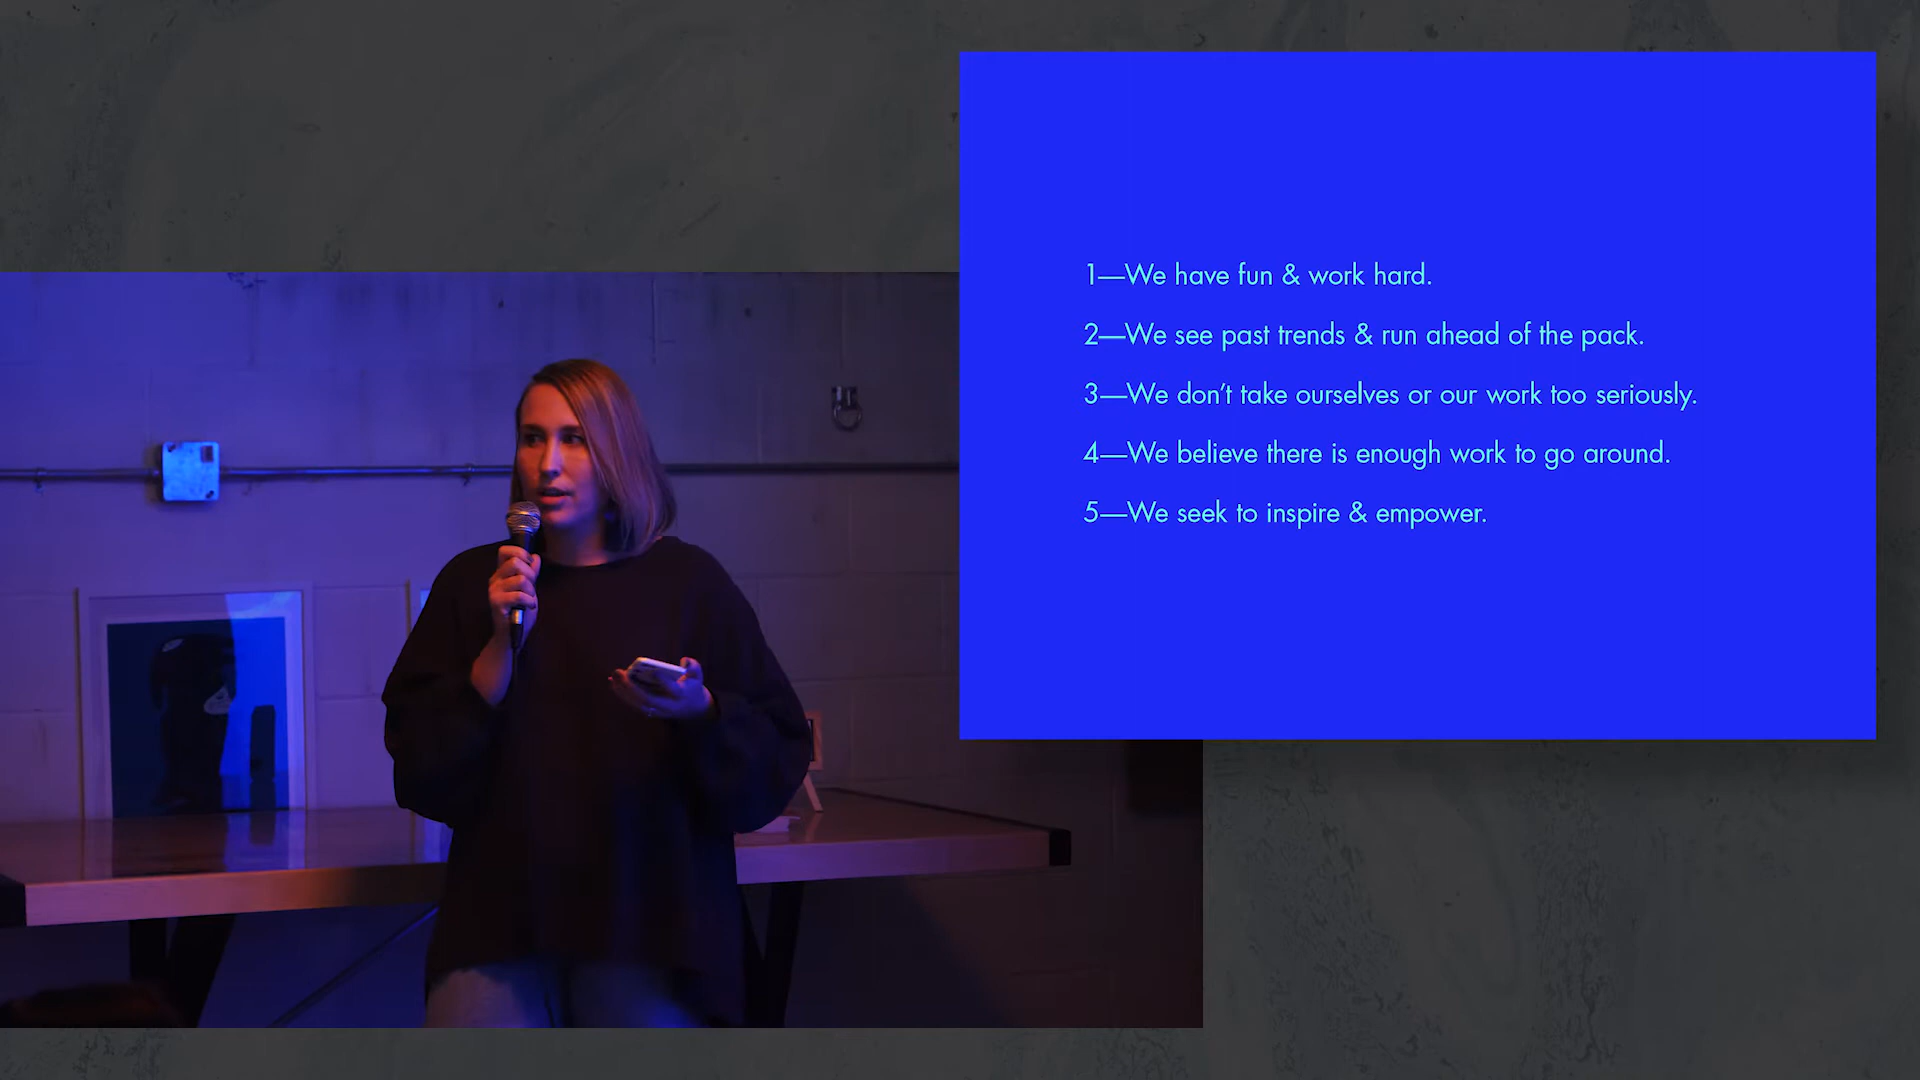 1—We have fun & work hard.
2—We see past trends & run ahead of the pack.
3—We don’t take ourselves or our work too seriously.
4—We believe there is enough work to go around.
5—We seek to inspire & empower.